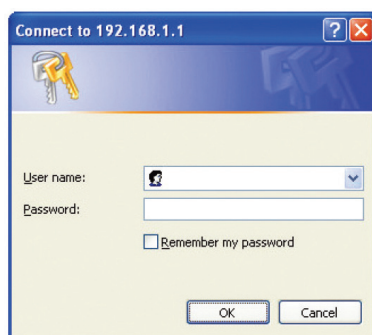 Connect to 192.168.1.1
User name:
Password:
Remember my password
OK Cancel